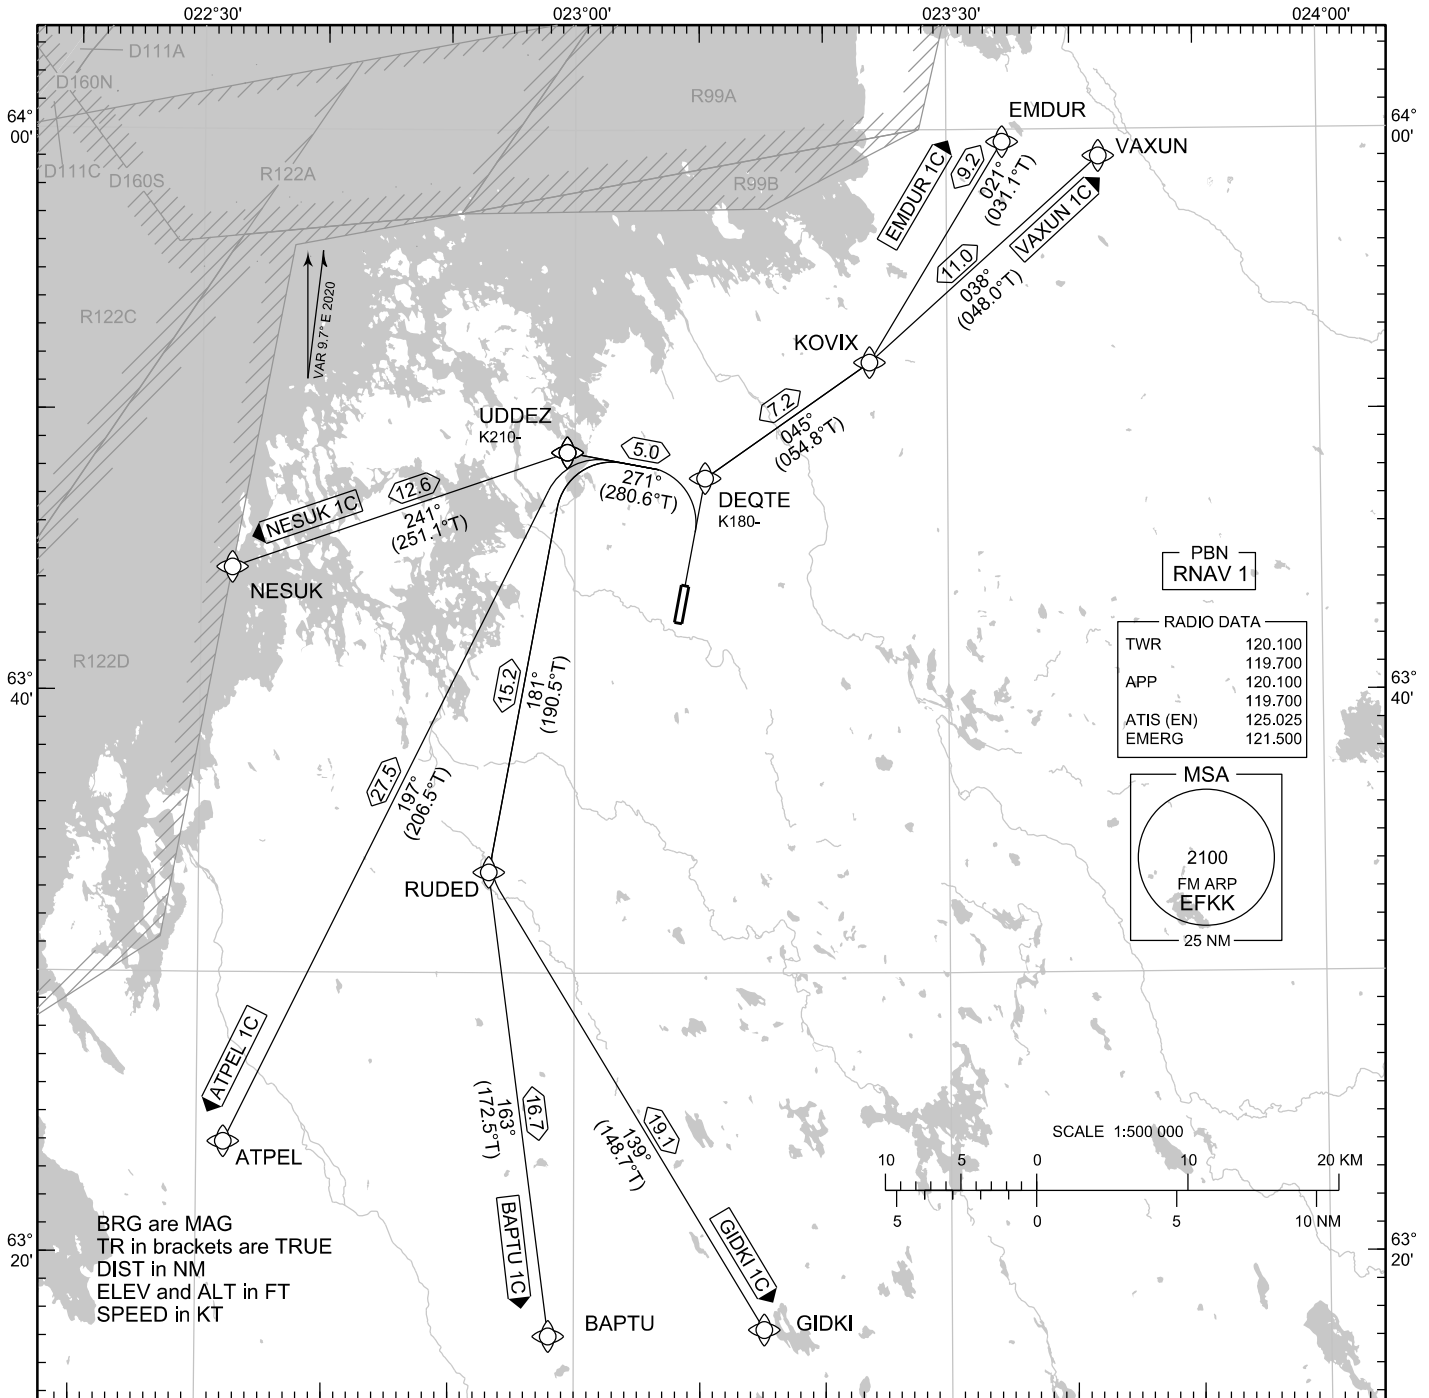 022°30'
023°00'
023°30'
024°00'
D111A
D160N
D111C
D160S
R122A
R99A
R99B
64°
00'
64°
00'
EMDUR
VAXUN
EMDUR 1C
9.2
021°
(031.1°T)
VAXUN 1C
11.0
038°
(048.0°T)
R122C
VAR 9.7° E 2020
KOVIX
7.2
045°
(054.8°T)
UDDEZ
K210-
5.0
271°
(280.6°T)
DEQTE
K180-
12.6
NESUK 1C
241°
(251.1°T)
NESUK
PBN
RNAV 1
RADIO DATA
TWR 120.100
119.700
APP 120.100
119.700
ATIS (EN) 125.025
EMERG 121.500
R122D
63°
40'
63°
40'
15.2
181°
(190.5°T)
27.5
197°
(206.5°T)
MSA
2100
FM ARP
EFKK
25 NM
RUDED
ATPEL 1C
ATPEL
163°
(172.5°T)
16.7
139°
(148.7°T)
19.1
BAPTU 1C
GIDKI 1C
SCALE 1:500 000
10 5 0 10 20 KM
5 0 5 10 NM
63°
20'
63°
20'
BRG are MAG
TR in brackets are TRUE
DIST in NM
ELEV and ALT in FT
SPEED in KT
BAPTU
GIDKI